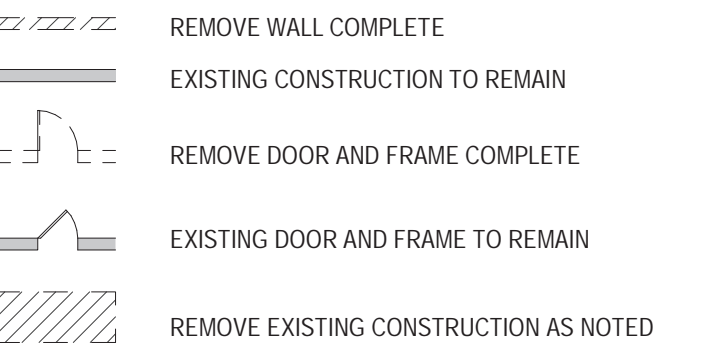 REMOVE WALL COMPLETE
EXISTING CONSTRUCTION TO REMAIN
REMOVE DOOR AND FRAME COMPLETE
EXISTING DOOR AND FRAME TO REMAIN
REMOVE EXISTING CONSTRUCTION AS NOTED